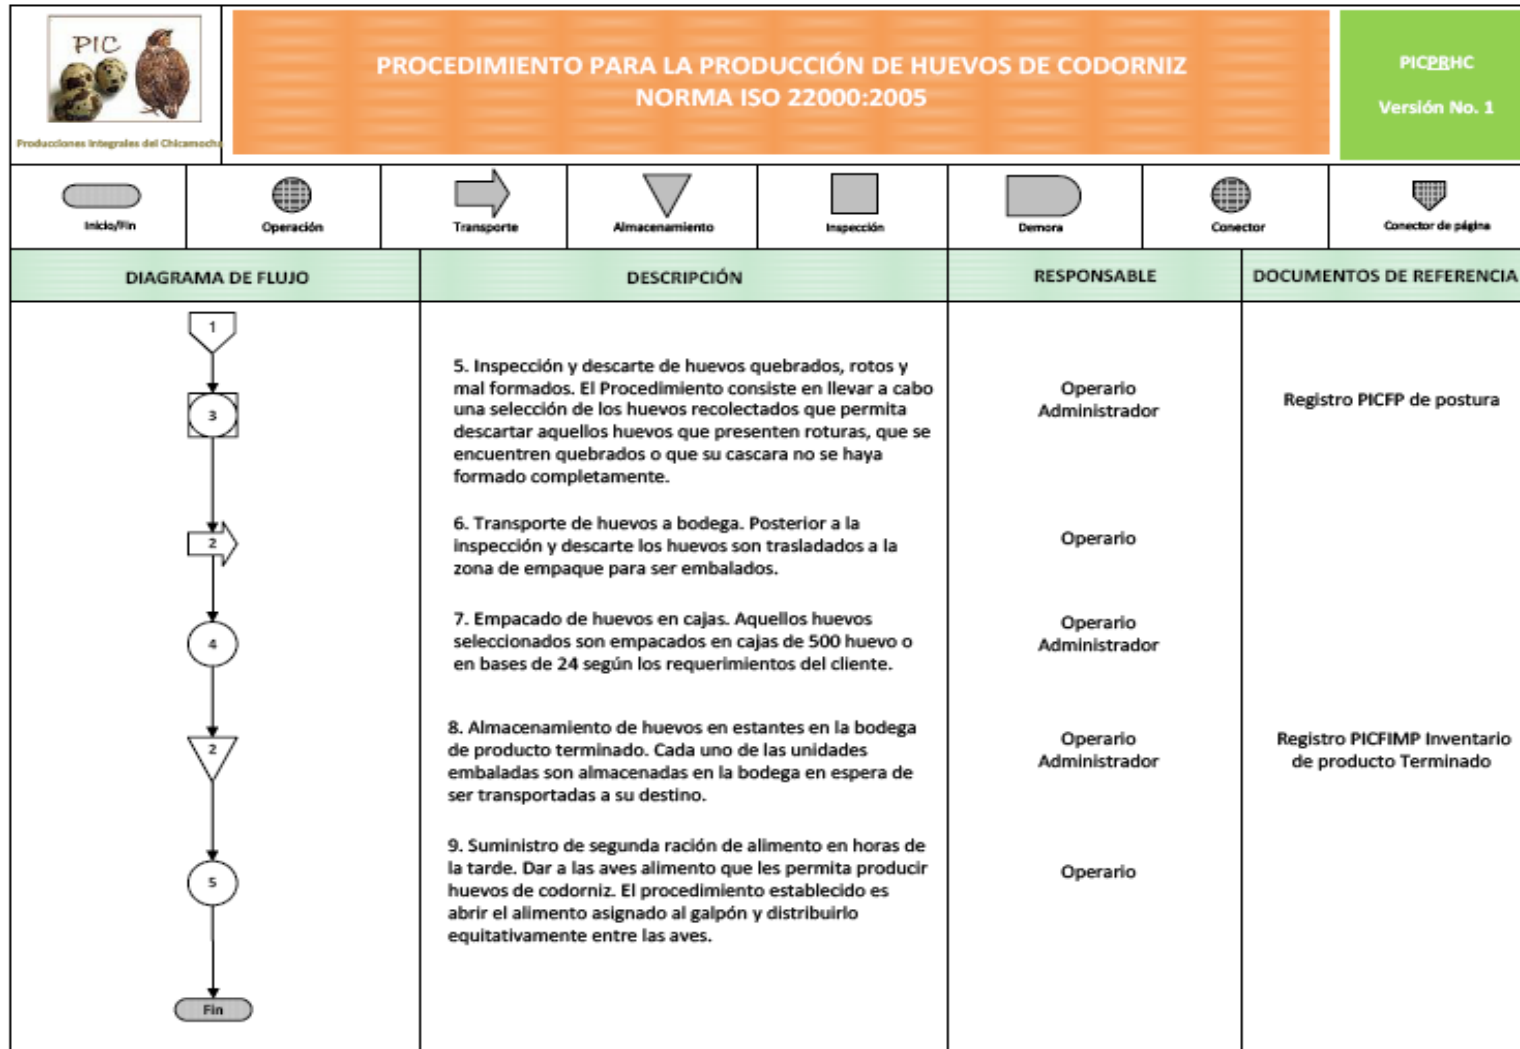 PIC
Producciones Integrales del Chicamocha
PROCEDIMIENTO PARA LA PRODUCCIÓN DE HUEVOS DE CODORNIZ
NORMA ISO 22000:2005
PICPRHC
Versión No. 1
Inicio/Fin
Operación
Transporte
Almacenamiento
Inspección
Demora
Conector
Conector de página
DIAGRAMA DE FLUJO
DESCRIPCIÓN
RESPONSABLE
DOCUMENTOS DE REFERENCIA
1
3
5. Inspección y descarte de huevos quebrados, rotos y
mal formados. El Procedimiento consiste en llevar a cabo
una selección de los huevos recolectados que permita
descartar aquellos huevos que presenten roturas, que se
encuentren quebrados o que su cascara no se haya
formado completamente.
Operario
Administrador
Registro PICFP de postura
2
6. Transporte de huevos a bodega. Posterior a la
inspección y descarte los huevos son trasladados a la
zona de empaque para ser embalados.
Operario
4
7. Empacado de huevos en cajas. Aquellos huevos
seleccionados son empacados en cajas de 500 huevo o
en bases de 24 según los requerimientos del cliente.
Operario
Administrador
2
8. Almacenamiento de huevos en estantes en la bodega
de producto terminado. Cada uno de las unidades
embaladas son almacenadas en la bodega en espera de
ser transportadas a su destino.
Operario
Administrador
Registro PICFIMP Inventario
de producto Terminado
5
9. Suministro de segunda ración de alimento en horas de
la tarde. Dar a las aves alimento que les permita producir
huevos de codorniz. El procedimiento establecido es
abrir el alimento asignado al galpón y distribuirlo
equitativamente entre las aves.
Operario
Fin